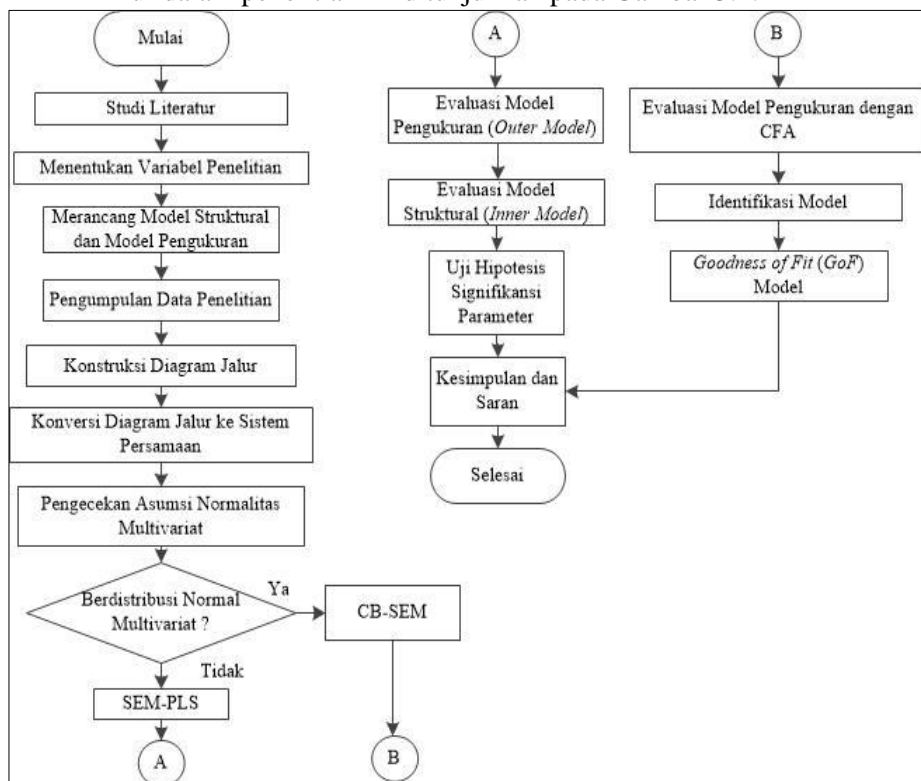 Mulai
Studi Literatur
Menentukan Variabel Penelitian
Merancang Model Struktural
dan Model Pengukuran
Pengumpulan Data Penelitian
Konstruksi Diagram Jalur
Konversi Diagram Jalur ke Sistem
Persamaan
Pengecekan Asumsi Normalitas
Multivariat
Berdistribusi Normal
Multivariat ?
Ya
Tidak
CB-SEM
SEM-PLS
A
B
A
Evaluasi Model
Pengukuran (Outer Model)
Evaluasi Model
Struktural (Inner Model)
Uji Hipotesis
Signifikansi
Parameter
Kesimpulan dan
Saran
Selesai
B
Evaluasi Model Pengukuran dengan
CFA
Identifikasi Model
Goodness of Fit (GoF)
Model